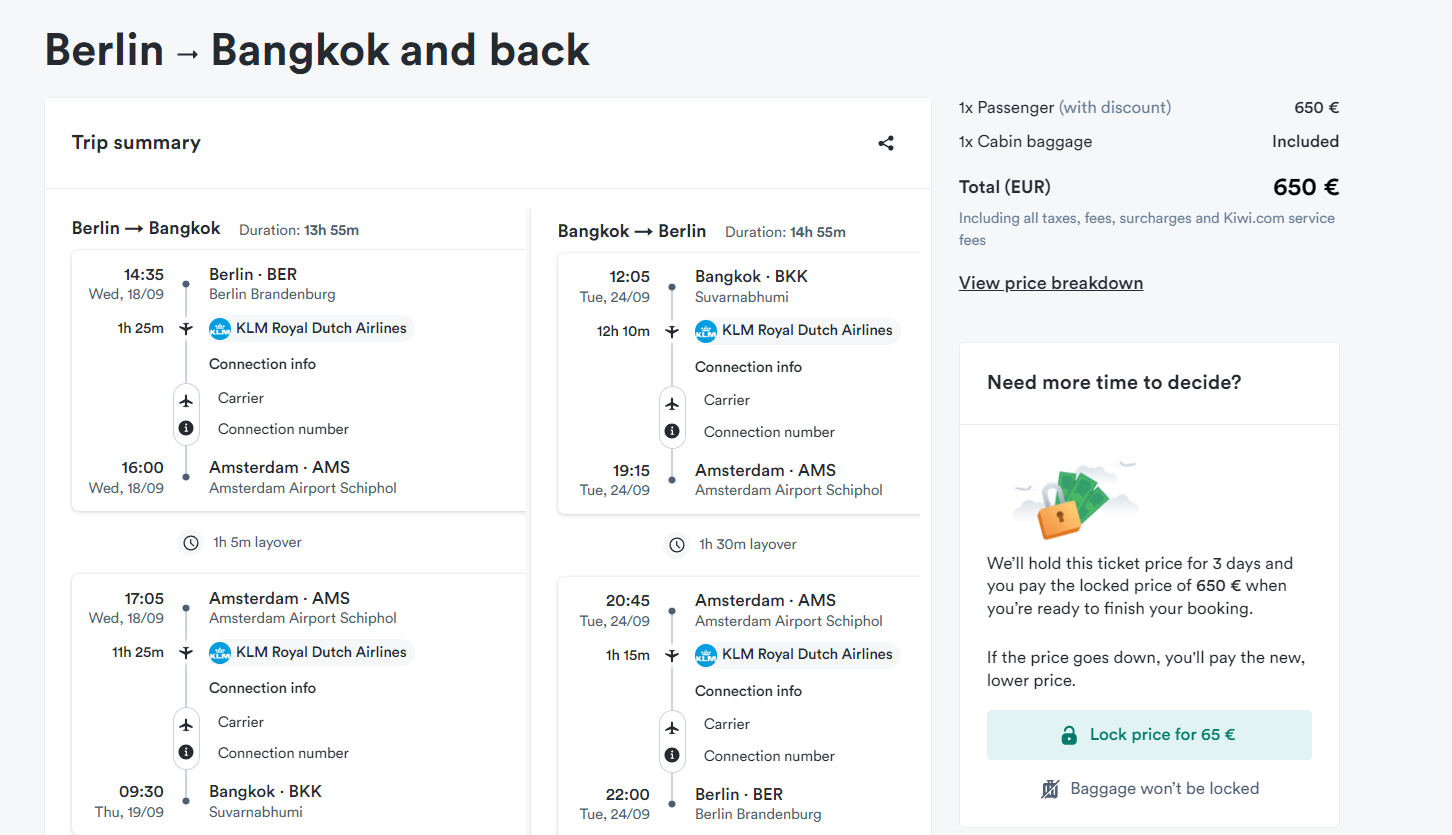 Berlin → Bangkok and back
Trip summary
Berlin → Bangkok Duration: 13h 55m
14:35 Berlin · BER
Wed, 18/09 Berlin Brandenburg
1h 25m KLM KLM Royal Dutch Airlines
Connection info
Carrier
Connection number
16:00 Amsterdam · AMS
Wed, 18/09 Amsterdam Airport Schiphol
1h 5m layover
17:05 Amsterdam · AMS
Wed, 18/09 Amsterdam Airport Schiphol
11h 25m KLM KLM Royal Dutch Airlines
Connection info
Carrier
Connection number
09:30 Bangkok · BKK
Thu, 19/09 Suvarnabhumi
Bangkok → Berlin Duration: 14h 55m
12:05 Bangkok · BKK
Tue, 24/09 Suvarnabhumi
12h 10m KLM KLM Royal Dutch Airlines
Connection info
Carrier
Connection number
19:15 Amsterdam · AMS
Tue, 24/09 Amsterdam Airport Schiphol
1h 30m layover
20:45 Amsterdam · AMS
Tue, 24/09 Amsterdam Airport Schiphol
1h 15m KLM KLM Royal Dutch Airlines
Connection info
Carrier
Connection number
22:00 Berlin · BER
Tue, 24/09 Berlin Brandenburg
1x Passenger (with discount) 650 €
1x Cabin baggage Included
Total (EUR) 650 €
Including all taxes, fees, surcharges and Kiwi.com service
fees
View price breakdown
Need more time to decide?
We’ll hold this ticket price for 3 days and
you pay the locked price of 650 € when
you’re ready to finish your booking.
If the price goes down, you'll pay the new,
lower price.
Lock price for 65 €
Baggage won’t be locked